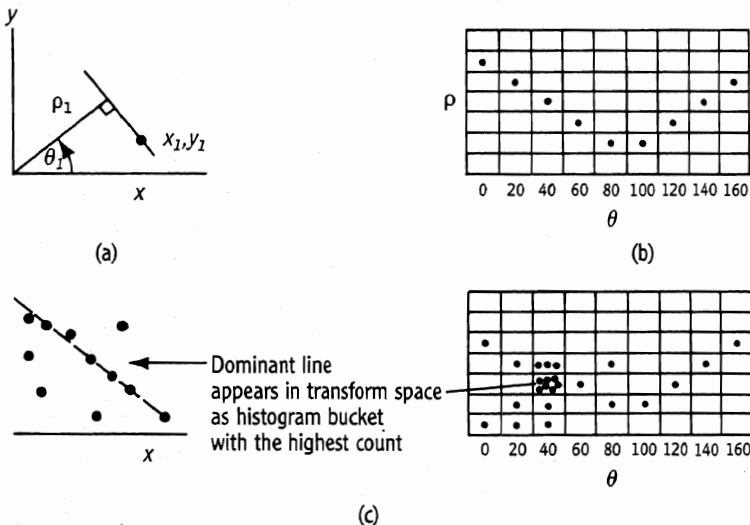 y
ρ1
x1,y1
θ1
x
(a)
ρ
0 20 40 60 80 100 120 140 160
θ
(b)
Dominant line
appears in transform space
as histogram bucket
with the highest count
x
0 20 40 60 80 100 120 140 160
θ
(c)